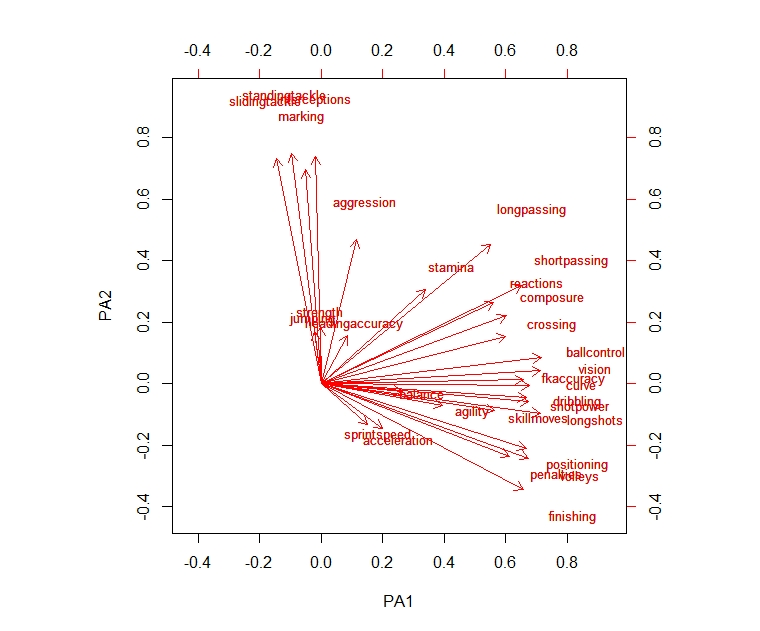 -0.4 -0.2 0.0 0.2 0.4 0.6 0.8
standingtackle
slidingtackle interceptions
marking
0.8 0.8
aggression
longpassing
0.6 0.6
shortpassing
stamina
0.4 0.4
reactions
composure
PA2
strength
jumping
headingaccuracy
crossing
0.2 0.2
ballcontrol
vision
fkaccuracy
curve
0.0 0.0
balance
dribbling
shotpower
agility
skillmoves longshots
sprintspeed
acceleration
-0.2 -0.2
positioning
penalties volleys
-0.4 -0.4
finishing
-0.4 -0.2 0.0 0.2 0.4 0.6 0.8
PA1